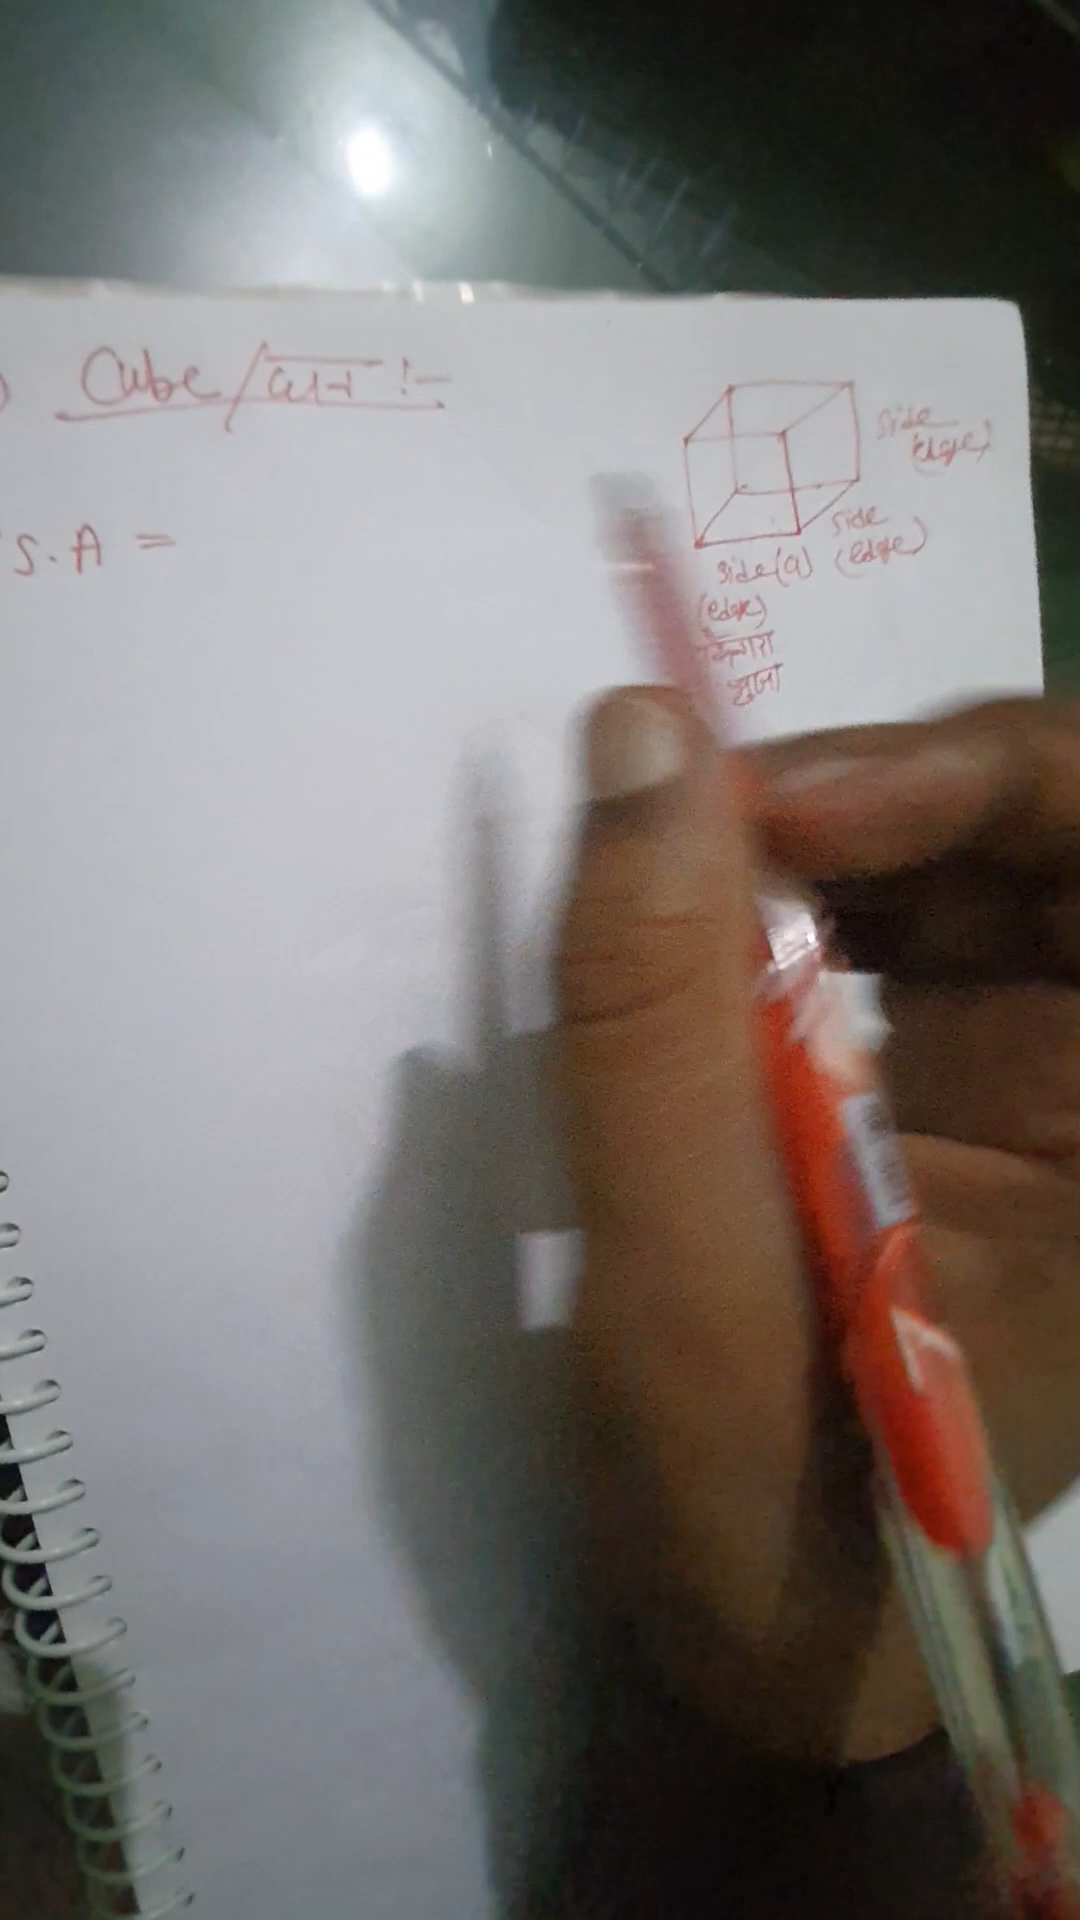 Cube/घन :-
S.A =
side
(edge)
side
(edge)
side(a)
(edge)
किनारा
भुजा